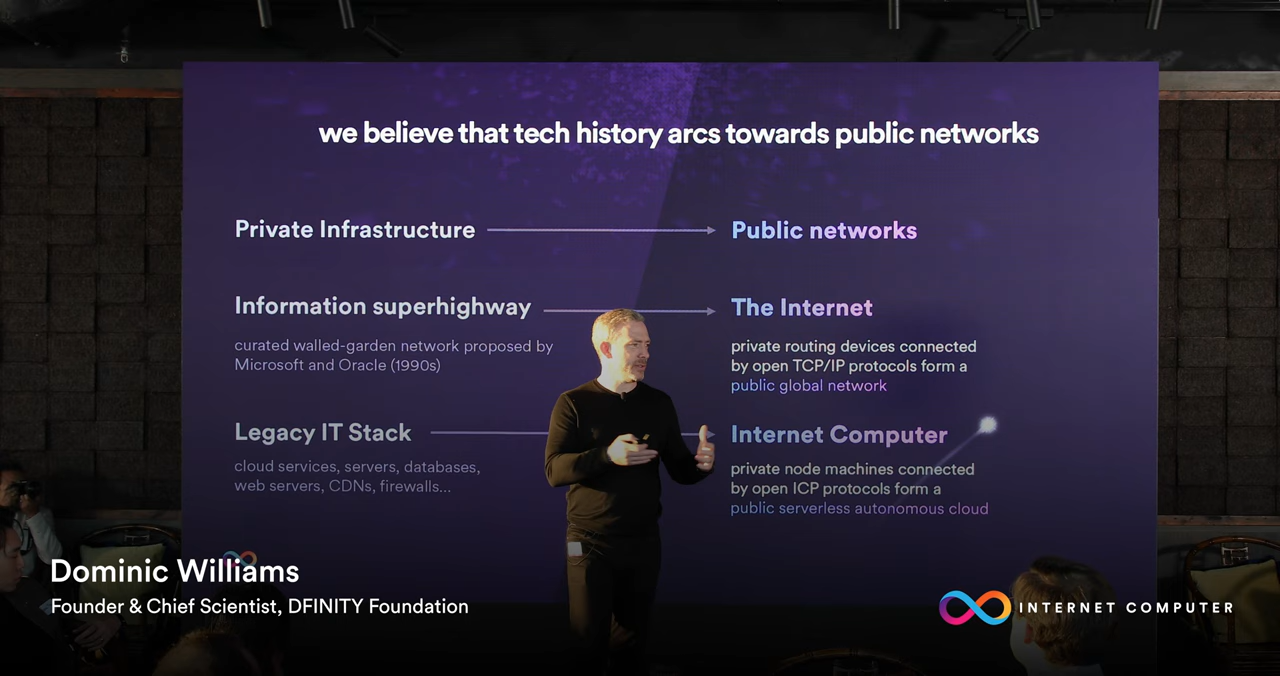 we believe that tech history arcs towards public networks
Private Infrastructure
Public networks
Information superhighway
The Internet
curated walled-garden network proposed by
Microsoft and Oracle (1990s)
private routing devices connected
by open TCP/IP protocols form a
public global network
Legacy IT Stack
Internet Computer
cloud services, servers, databases,
web servers, CDNs, firewalls...
private node machines connected
by open ICP protocols form a
public serverless autonomous cloud
Dominic Williams
Founder & Chief Scientist, DFINITY Foundation
INTERNET COMPUTER